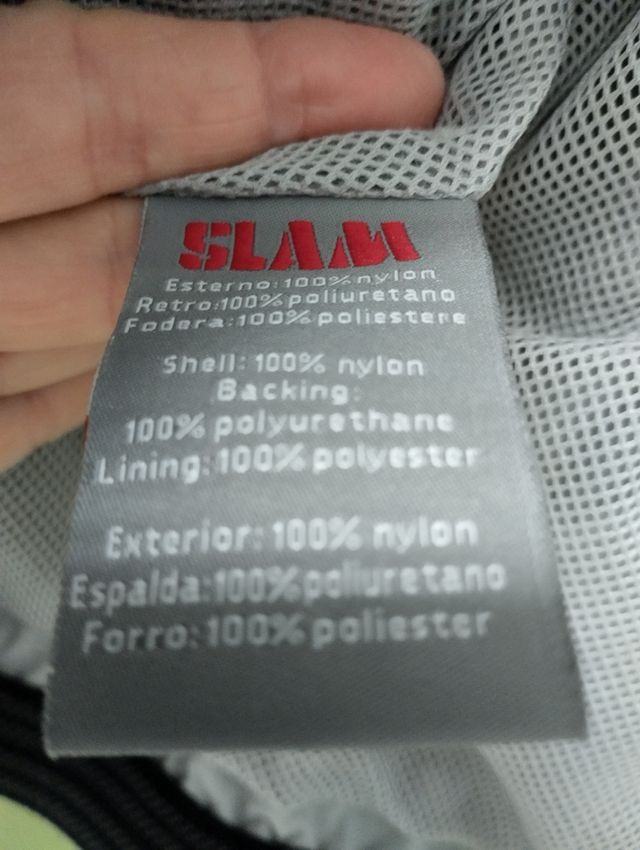 SLAM
Esterno:100% nylon
Retro:100% poliuretano
Fodera:100% poliestere
Shell: 100% nylon
Backing:
100% polyurethane
Lining:100% polyester
Exterior: 100% nylon
Espalda:100% poliuretano
Forro:100% poliester